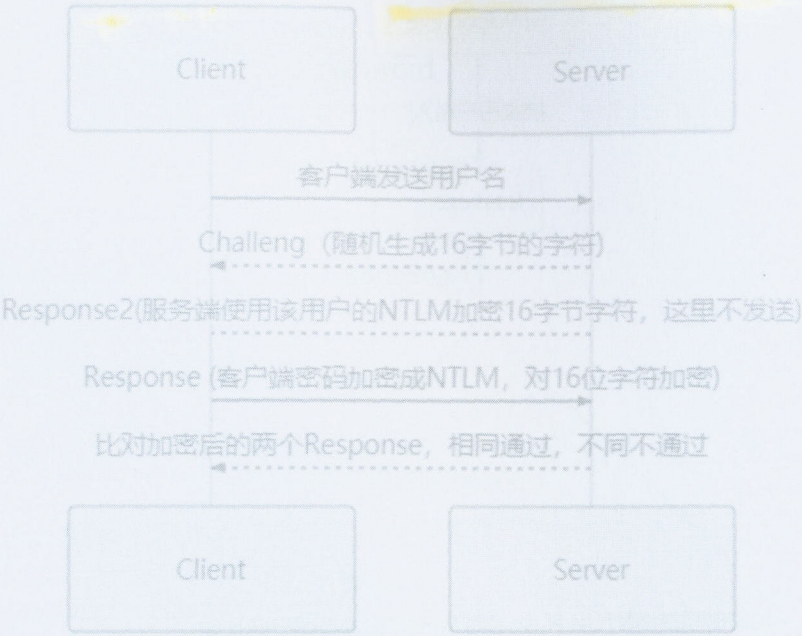 Client
Server
客户端发送用户名
Challeng（随机生成16字节的字符)
Response2(服务端使用该用户的NTLM加密16字节字符，这里不发送)
Response (客户端密码加密成NTLM，对16位字符加密)
比对加密后的两个Response，相同通过，不同不通过
Client
Server